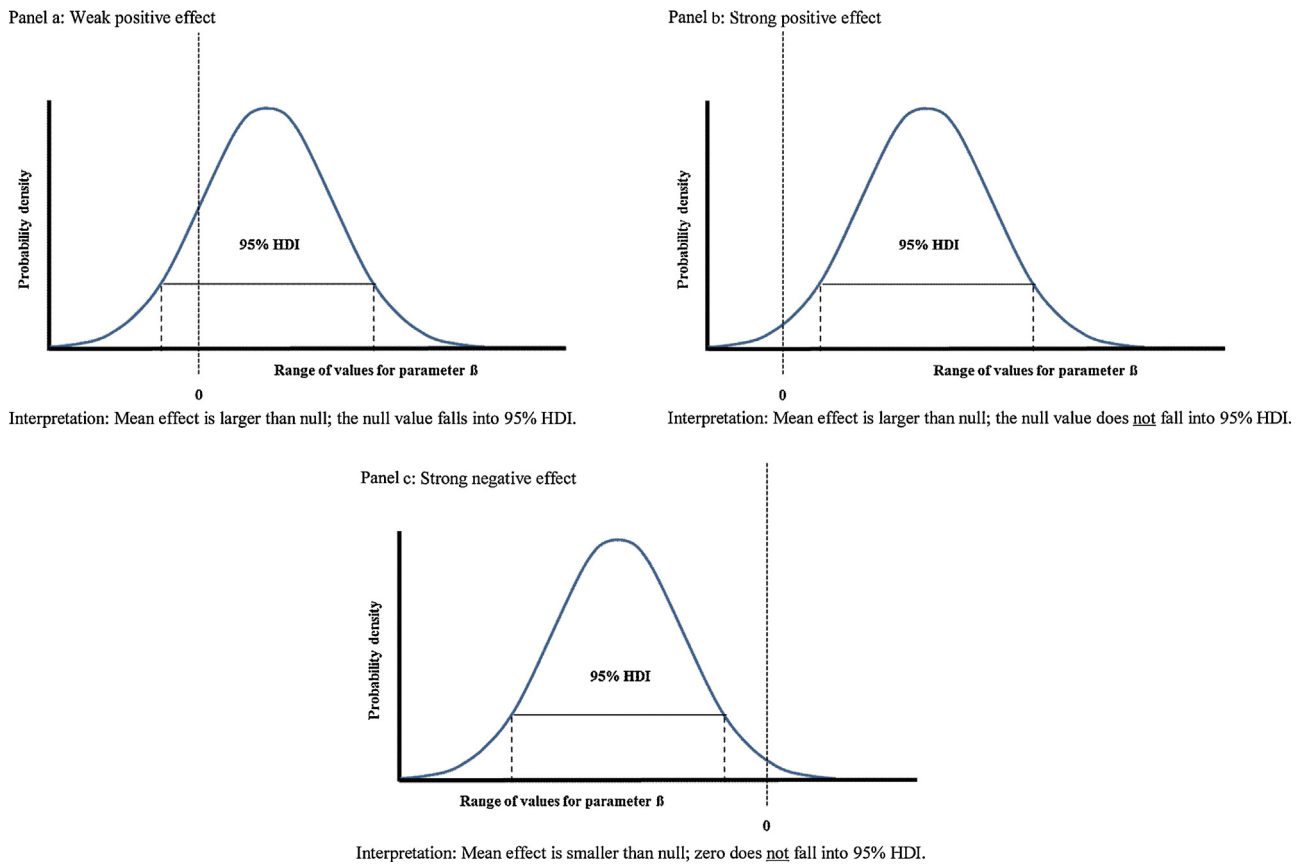 Panel a: Weak positive effect
Probability density
95% HDI
Range of values for parameter ß
0
Interpretation: Mean effect is larger than null; the null value falls into 95% HDI.
Panel b: Strong positive effect
Probability density
95% HDI
Range of values for parameter ß
0
Interpretation: Mean effect is larger than null; the null value does not fall into 95% HDI.
Panel c: Strong negative effect
Probability density
95% HDI
Range of values for parameter ß
0
Interpretation: Mean effect is smaller than null; zero does not fall into 95% HDI.